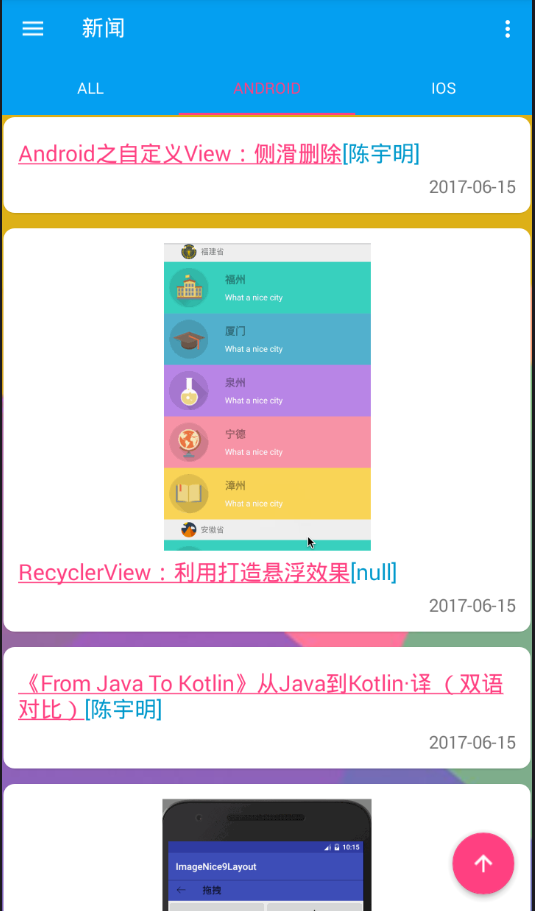 新闻
ALL
ANDROID
IOS
Android之自定义View：侧滑删除[陈宇明]
2017-06-15
福建省
福州
What a nice city
厦门
What a nice city
泉州
What a nice city
宁德
What a nice city
漳州
What a nice city
安徽省
RecyclerView：利用打造悬浮效果[null]
2017-06-15
《From Java To Kotlin》从Java到Kotlin·译（双语
对比）[陈宇明]
2017-06-15
10:15
ImageNice9Layout
拖拽